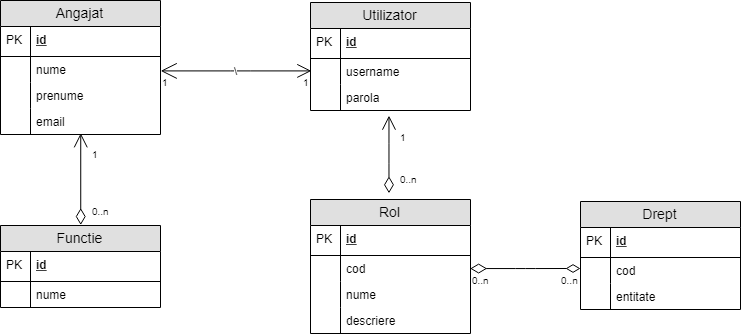 Angajat
PK id
nume
prenume
email
Utilizator
PK id
username
parola
1
\
1
1
0..n
1
0..n
Functie
PK id
nume
Rol
PK id
cod
nume
descriere
0..n
0..n
Drept
PK id
cod
entitate